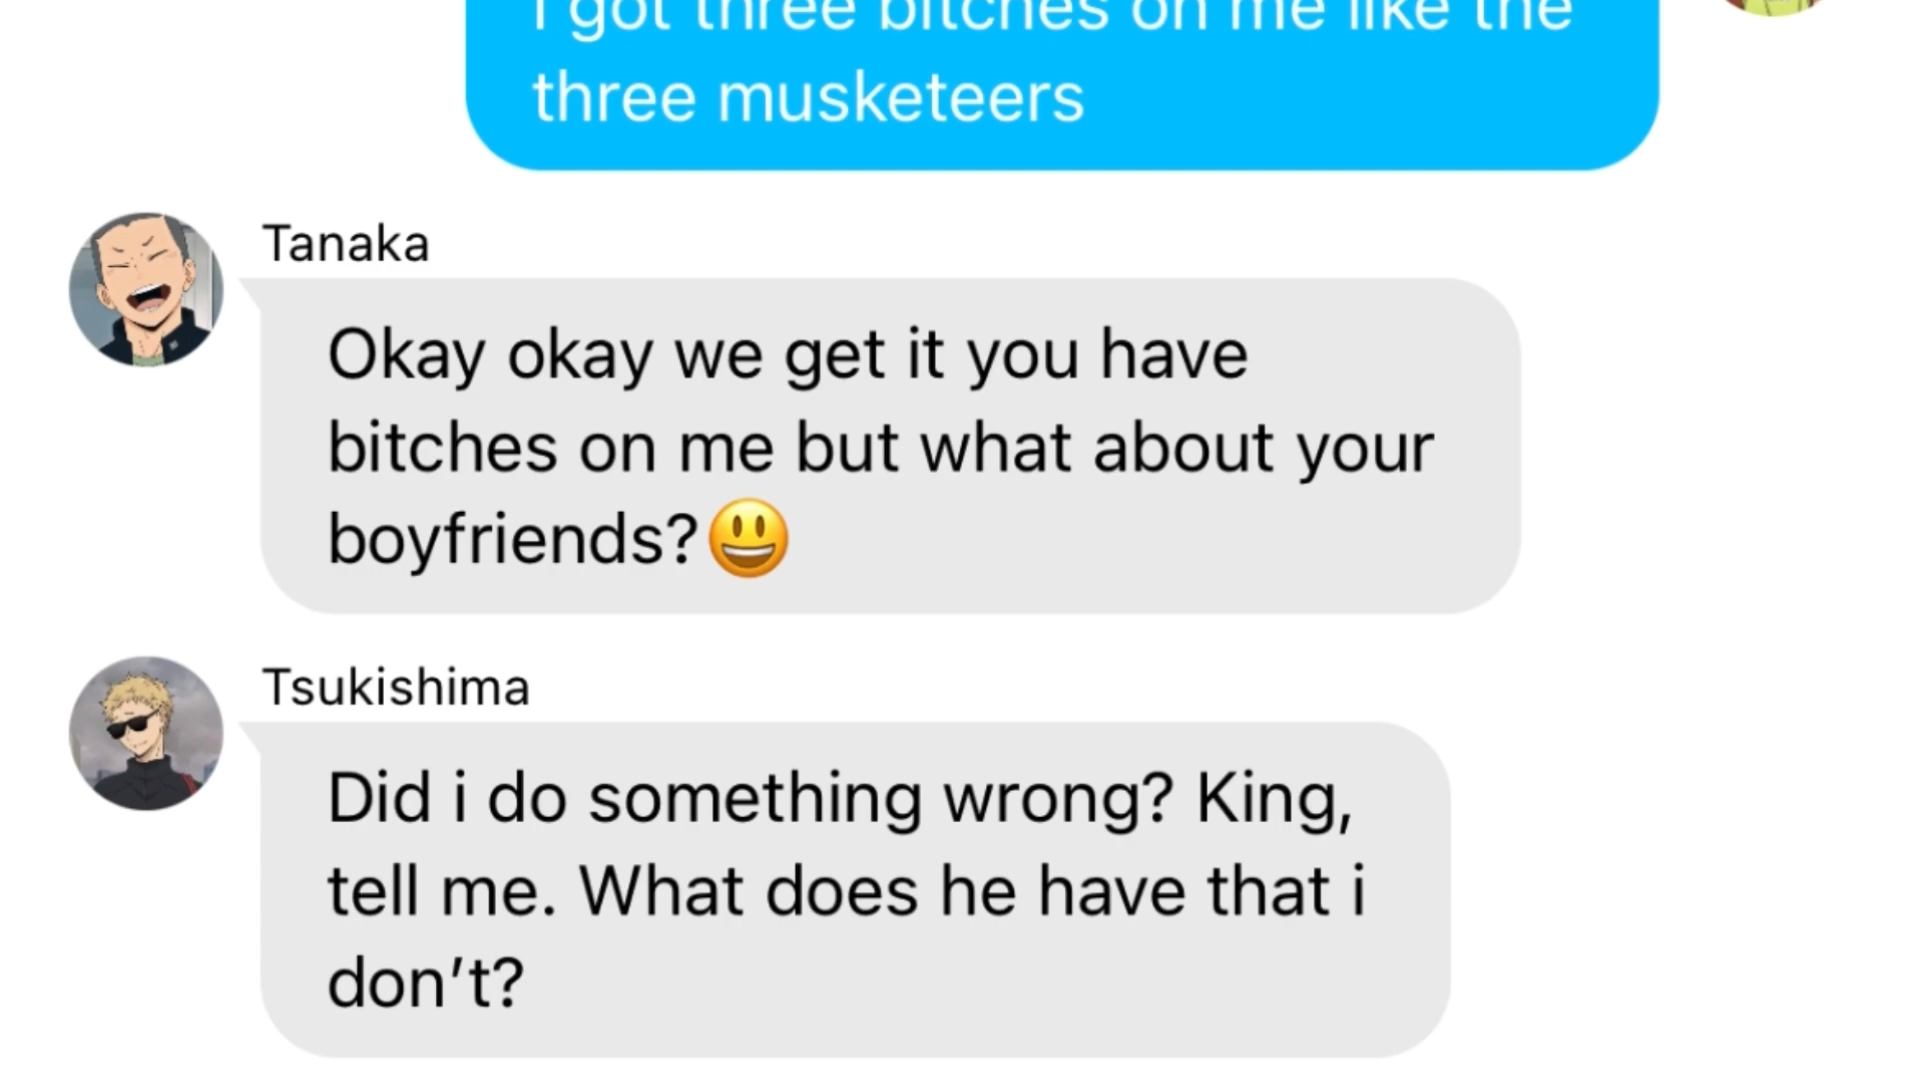 I got three bitches on me like the
three musketeers
Tanaka
Okay okay we get it you have
bitches on me but what about your
boyfriends?😃
Tsukishima
Did i do something wrong? King,
tell me. What does he have that i
don't?